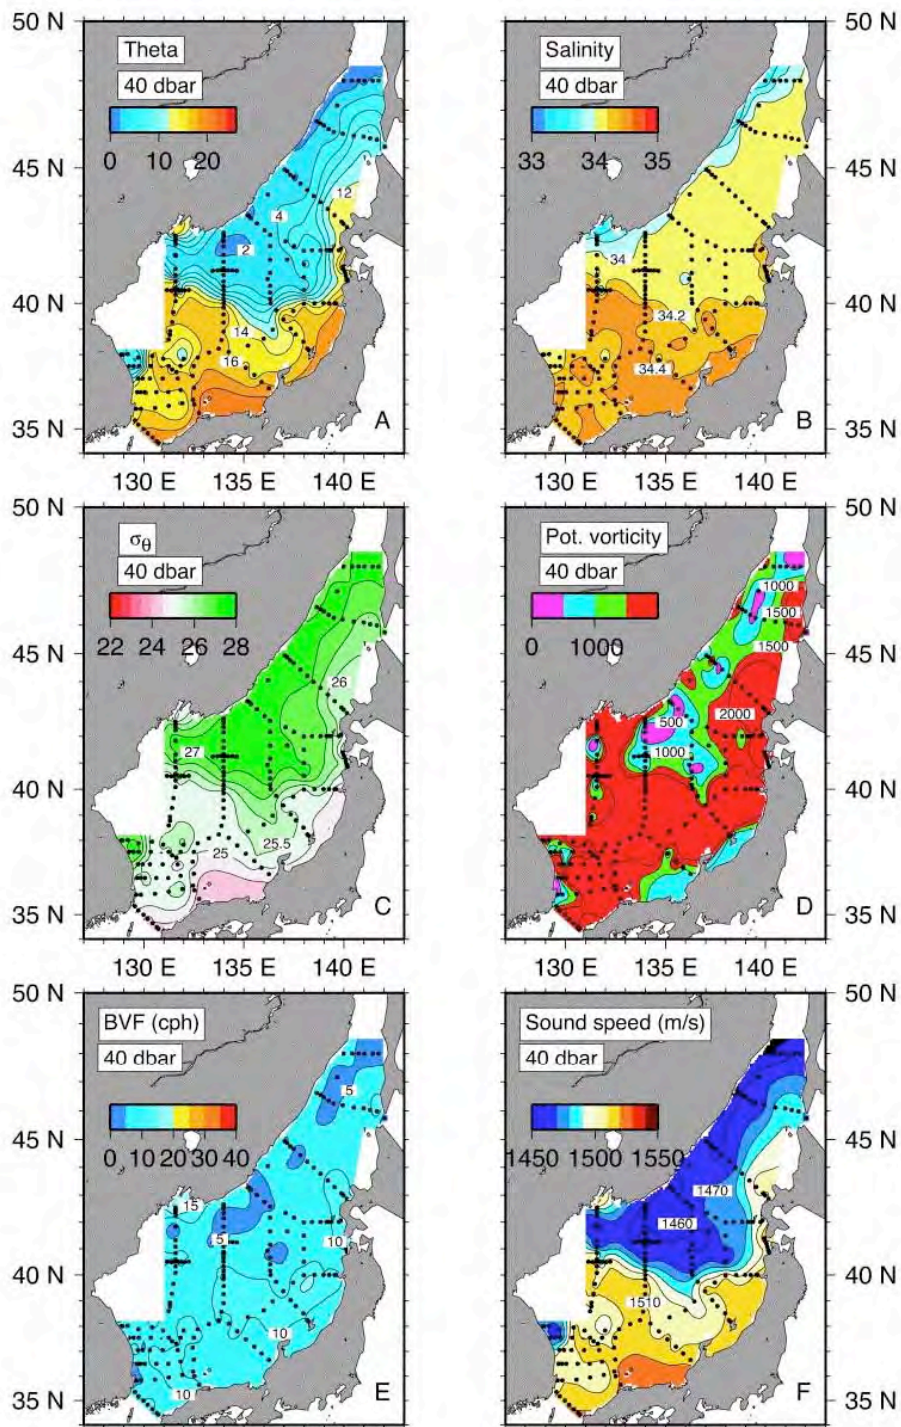 50 N
Theta
40 dbar
0 10 20
12
4
2
14
16
A
45 N
40 N
35 N
130 E 135 E 140 E
Salinity
40 dbar
33 34 35
34
34.2
34.4
B
50 N
45 N
40 N
35 N
130 E 135 E 140 E
50 N
σθ
40 dbar
22 24 26 28
26
27
25.5
25
C
45 N
40 N
35 N
130 E 135 E 140 E
Pot. vorticity
40 dbar
0 1000
1000
1500
1500
2000
500
1000
D
50 N
45 N
40 N
35 N
130 E 135 E 140 E
50 N
BVF (cph)
40 dbar
0 10 20 30 40
5
15
5
10
10
10
E
45 N
40 N
35 N
Sound speed (m/s)
40 dbar
1450 1500 1550
1470
1460
1510
F
50 N
45 N
40 N
35 N